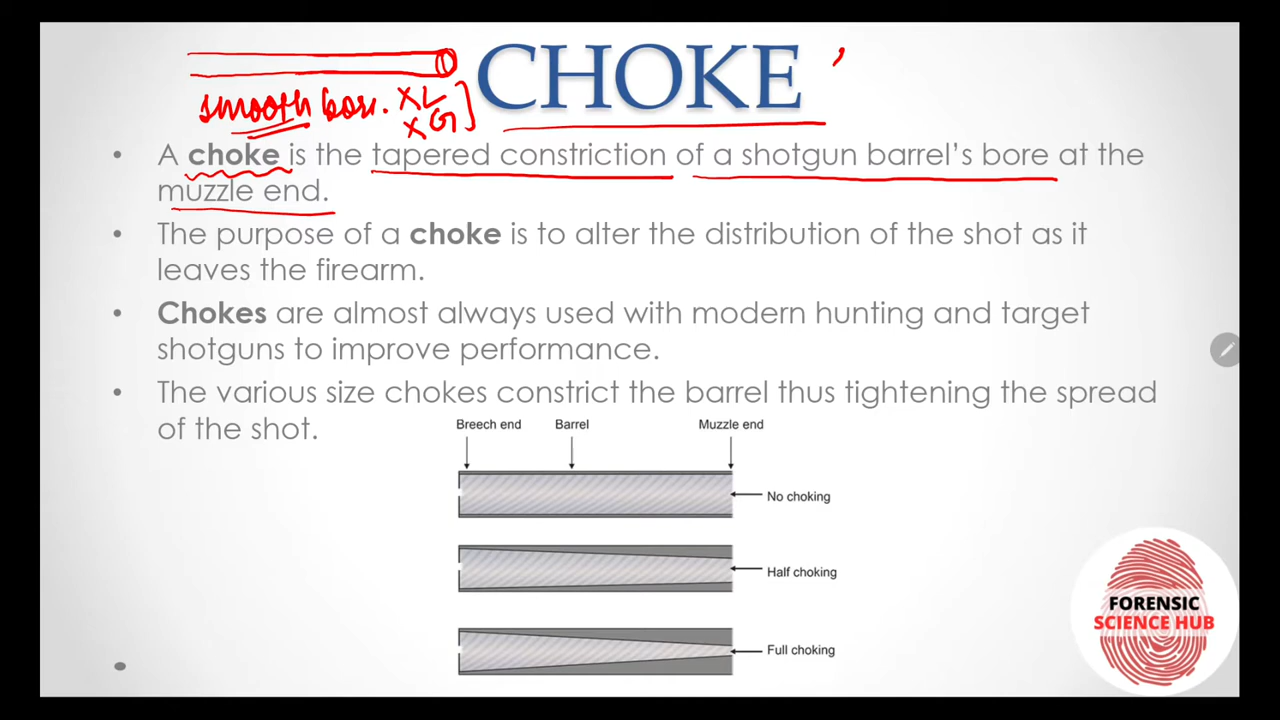 CHOKE
smooth bore. XL
XG
• A choke is the tapered constriction of a shotgun barrel's bore at the
muzzle end.
• The purpose of a choke is to alter the distribution of the shot as it
leaves the firearm.
• Chokes are almost always used with modern hunting and target
shotguns to improve performance.
• The various size chokes constrict the barrel thus tightening the spread
of the shot.
Breech end Barrel Muzzle end
No choking
Half choking
Full choking
FORENSIC
SCIENCE HUB